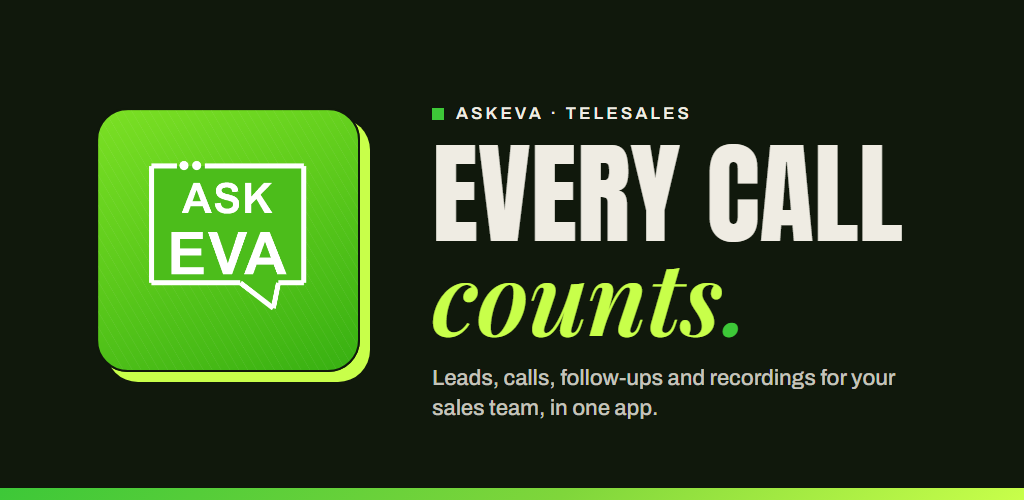 ASK
EVA
ASKEVA · TELESALES
EVERY CALL
counts.
Leads, calls, follow-ups and recordings for your
sales team, in one app.